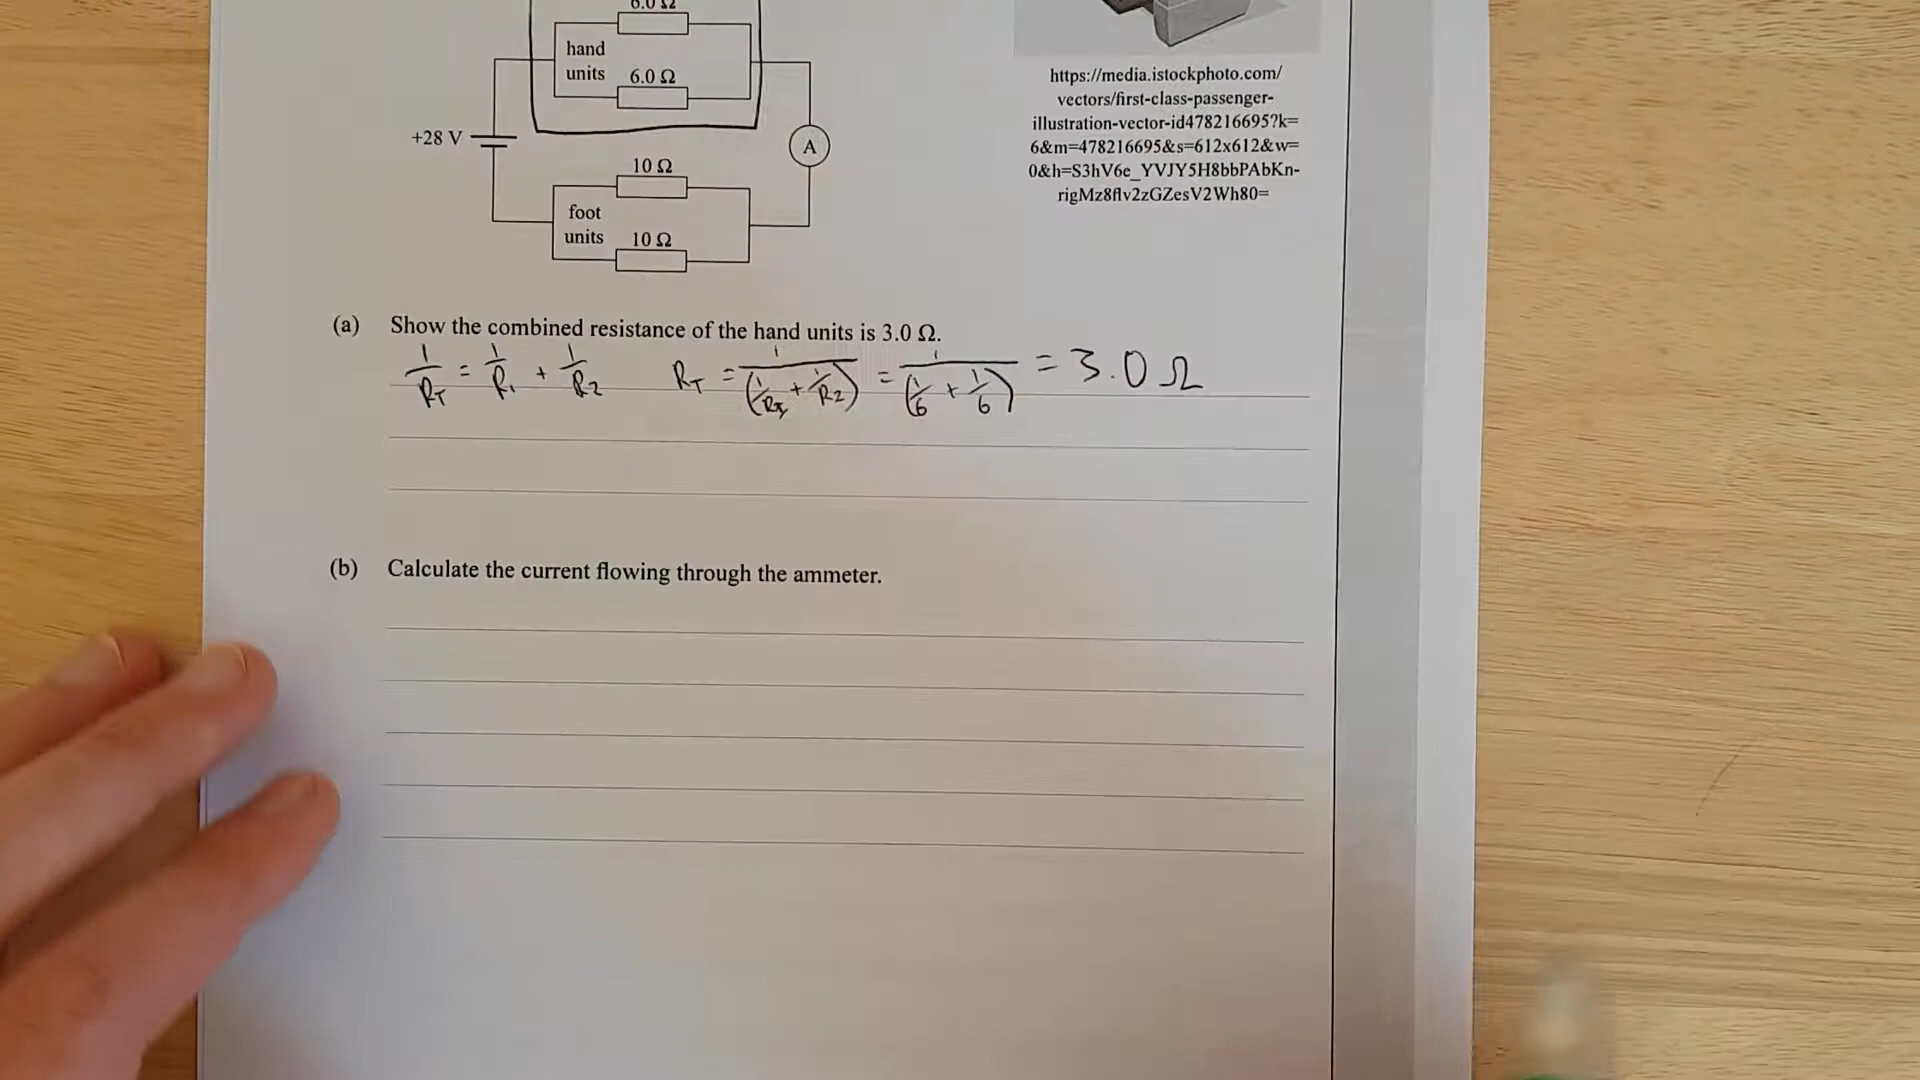 6.0 Ω
hand
units
6.0 Ω
+28 V
A
10 Ω
foot
units
10 Ω
https://media.istockphoto.com/
vectors/first-class-passenger-
illustration-vector-id478216695?k=
6&m=478216695&s=612x612&w=
0&h=S3hV6e_YVJY5H8bbPAbKn-
rigMz8flv2zGZesV2Wh80=
(a) Show the combined resistance of the hand units is 3.0 Ω.
1/RT = 1/R1 + 1/R2 RT = 1/(1/R1 + 1/R2) = 1/(1/6 + 1/6) = 3.0 Ω
(b) Calculate the current flowing through the ammeter.